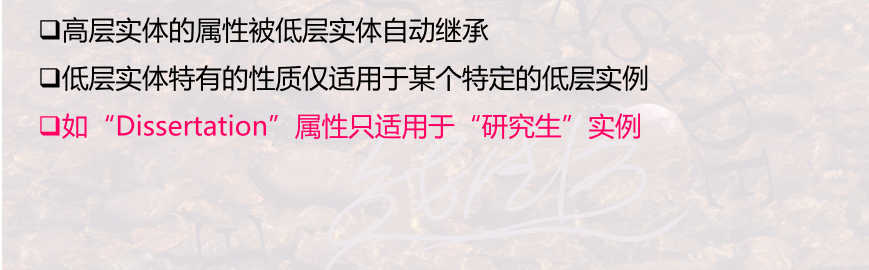 ❑高层实体的属性被低层实体自动继承
❑低层实体特有的性质仅适用于某个特定的低层实例
❑如“Dissertation”属性只适用于“研究生”实例